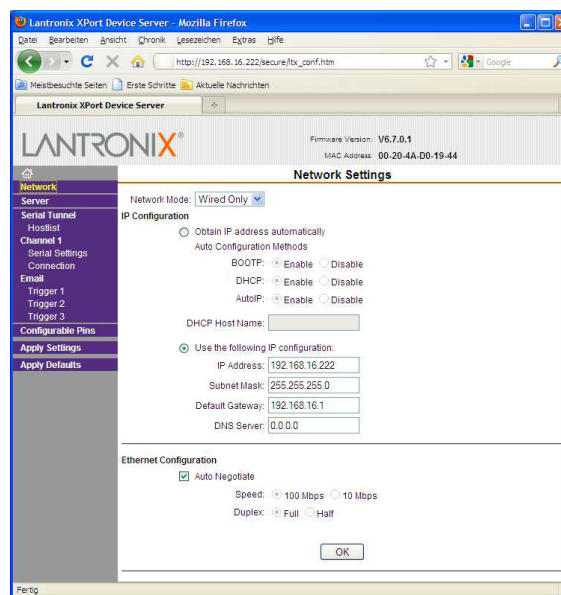 Lantronix XPort Device Server - Mozilla Firefox
Datei Bearbeiten Ansicht Chronik Lesezeichen Extras Hilfe
http://192.168.16.222/secure/ltx_conf.htm
Google
Meistbesuchte Seiten Erste Schritte Aktuelle Nachrichten
Lantronix XPort Device Server
LANTRONIX®
Firmware Version: V6.7.0.1
MAC Address: 00-20-4A-D0-19-44
Network
Server
Serial Tunnel
Hostlist
Channel 1
Serial Settings
Connection
Email
Trigger 1
Trigger 2
Trigger 3
Configurable Pins
Apply Settings
Apply Defaults
Network Settings
Network Mode: Wired Only
IP Configuration
Obtain IP address automatically
Auto Configuration Methods
BOOTP: Enable Disable
DHCP: Enable Disable
AutoIP: Enable Disable
DHCP Host Name:
Use the following IP configuration:
IP Address: 192.168.16.222
Subnet Mask: 255.255.255.0
Default Gateway: 192.168.16.1
DNS Server: 0.0.0.0
Ethernet Configuration
Auto Negotiate
Speed: 100 Mbps 10 Mbps
Duplex: Full Half
OK
Fertig